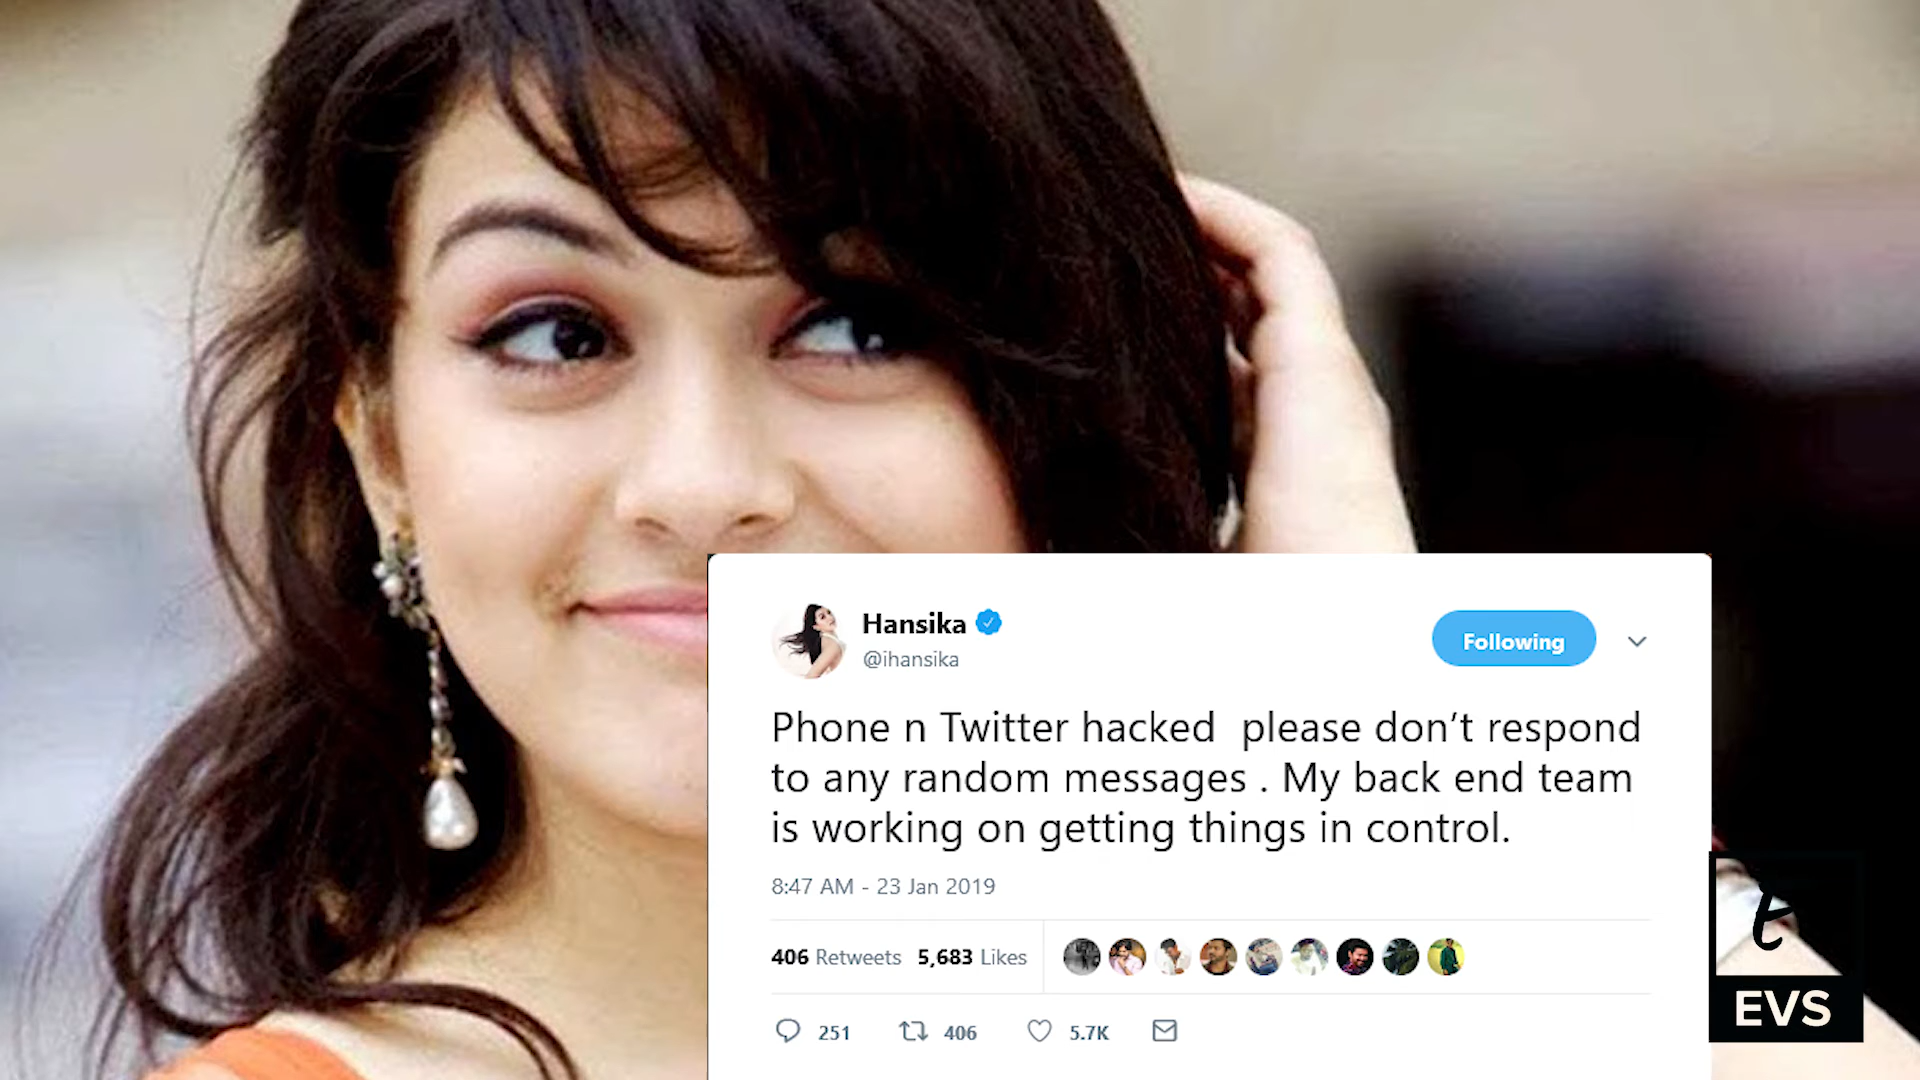 Hansika
@ihansika
Following
Phone n Twitter hacked  please don’t respond
to any random messages . My back end team
is working on getting things in control.
8:47 AM - 23 Jan 2019
406 Retweets 5,683 Likes
251 406 5.7K
t
EVS